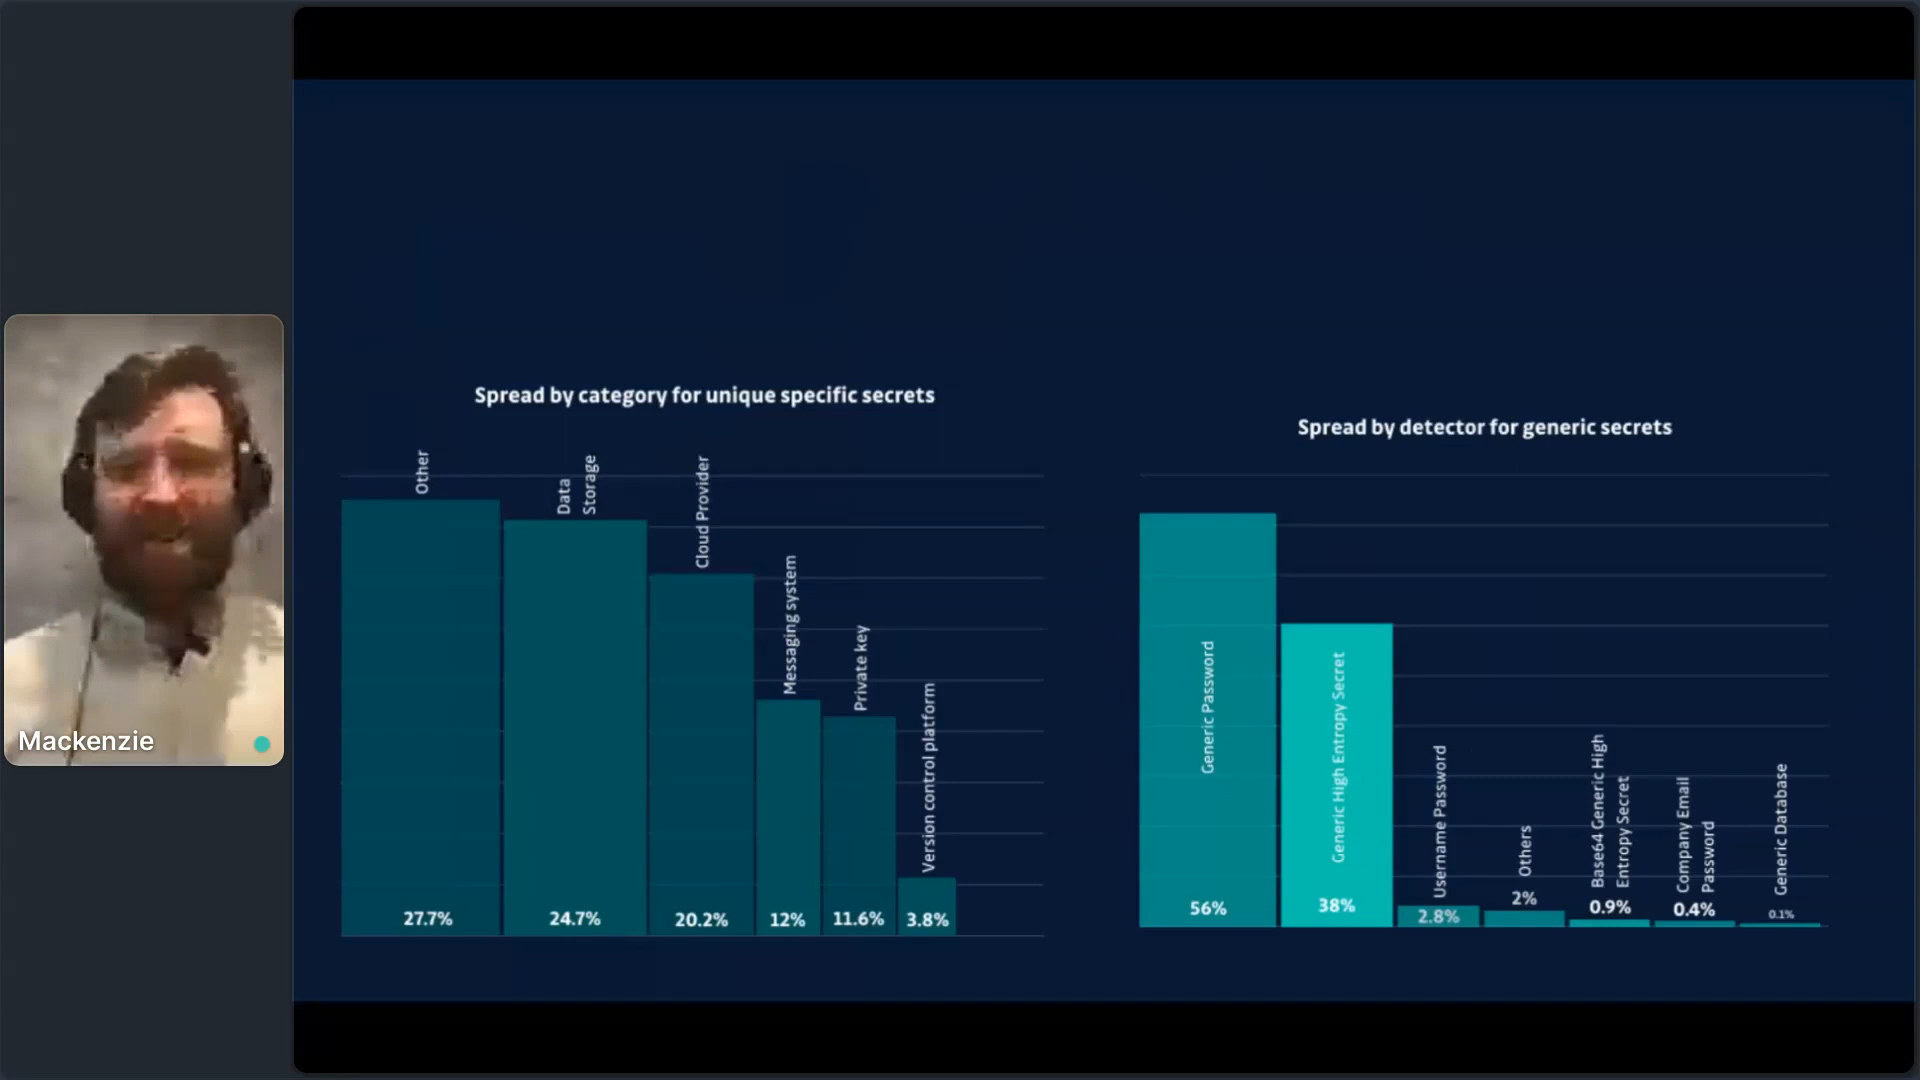 Mackenzie
Spread by category for unique specific secrets
Other
Data
Storage
Cloud Provider
Messaging system
Private key
Version control platform
27.7%
24.7%
20.2%
12%
11.6%
3.8%
Spread by detector for generic secrets
Generic Password
Generic High Entropy Secret
Username Password
Others
Base64 Generic High
Entropy Secret
Company Email
Password
Generic Database
56%
38%
2.8%
2%
0.9%
0.4%
0.1%